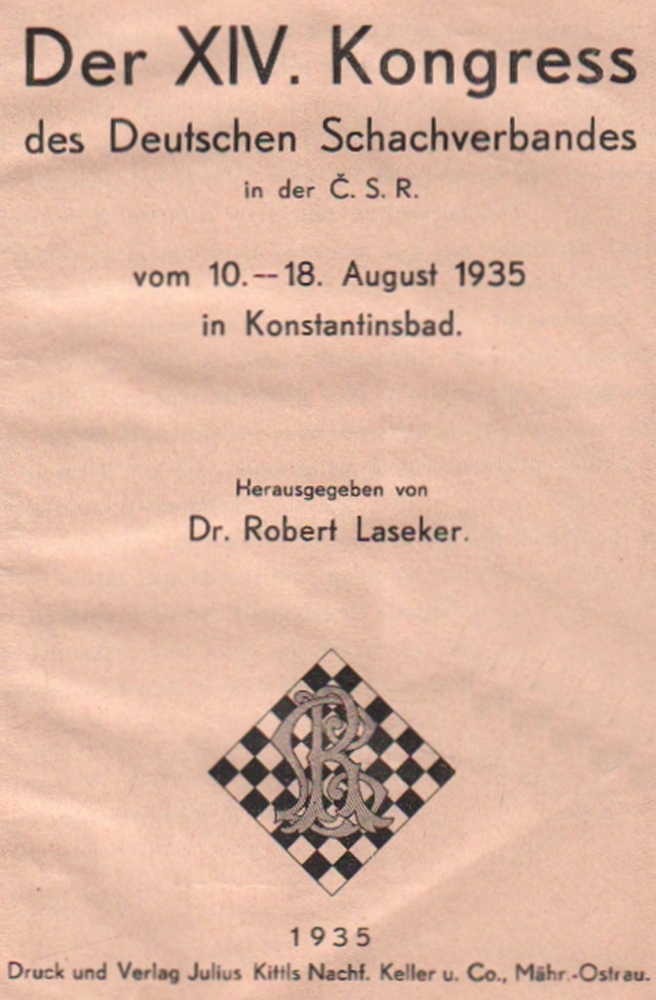 Der XIV. Kongress
des Deutschen Schachverbandes
in der Č. S. R.
vom 10.--18. August 1935
in Konstantinsbad.
Herausgegeben von
Dr. Robert Laseker.
1935
Druck und Verlag Julius Kittls Nachf. Keller u. Co., Mähr.-Ostrau.